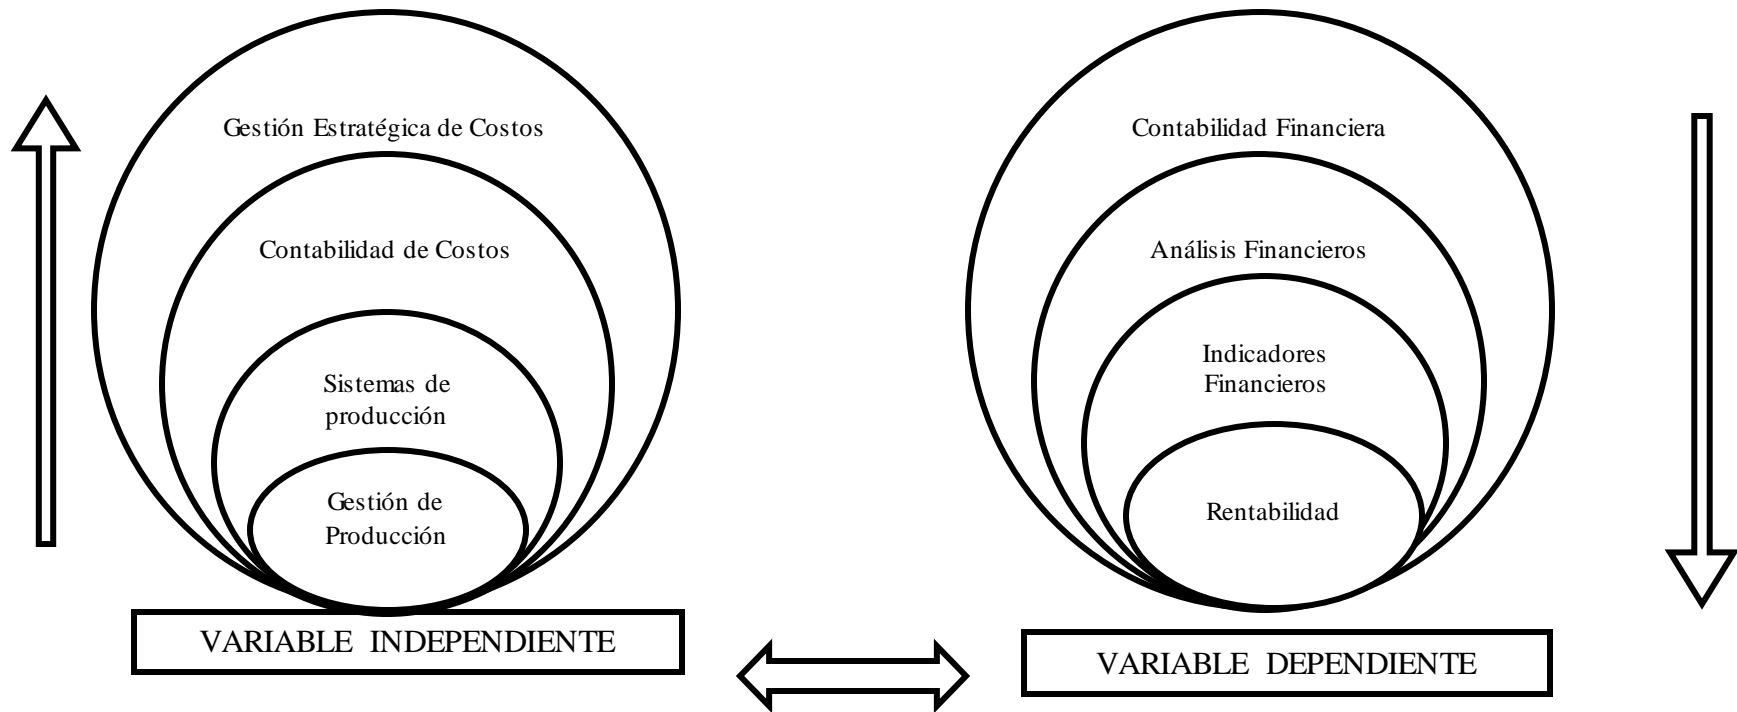 Gestión Estratégica de Costos
Contabilidad de Costos
Sistemas de
producción
Gestión de
Producción
VARIABLE INDEPENDIENTE
Contabilidad Financiera
Análisis Financieros
Indicadores
Financieros
Rentabilidad
VARIABLE DEPENDIENTE